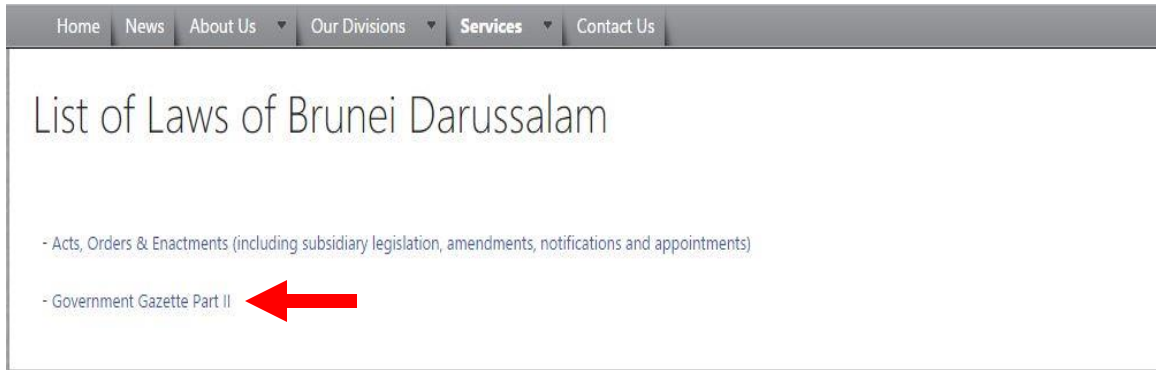 Home News About Us Our Divisions Services Contact Us
List of Laws of Brunei Darussalam
- Acts, Orders & Enactments (including subsidiary legislation, amendments, notifications and appointments)
- Government Gazette Part II